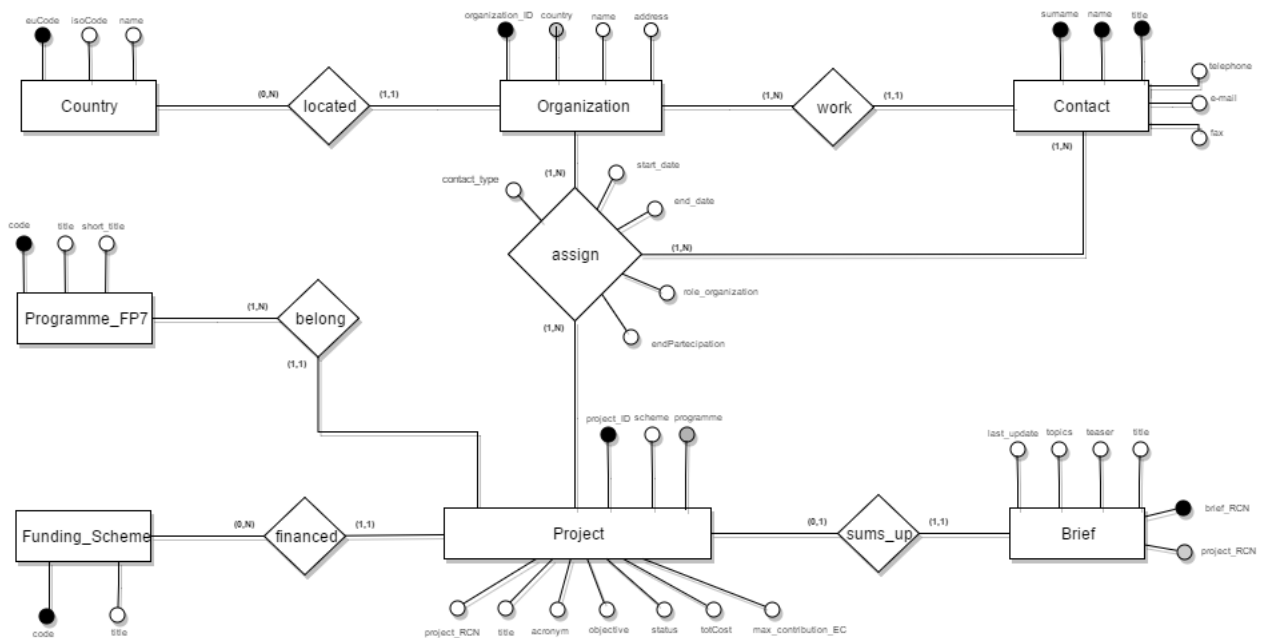 euCode isoCode name
organization_ID country name address
surname name title
telephone
e-mail
fax
Country (0,N) located (1,1) Organization (1,N) work (1,1) Contact
(1,N)
(1,N)
contact_type
start_date
end_date
assign (1,N)
role_organization
endPartecipation
(1,N)
code title short_title
Programme_FP7 (1,N) belong
(1,1)
project_ID scheme programme
last_update topics teaser title
brief_RCN
project_RCN
Funding_Scheme (0,N) financed (1,1) Project (0,1) sums_up (1,1) Brief
code title
project_RCN title acronym objective status totCost max_contribution_EC